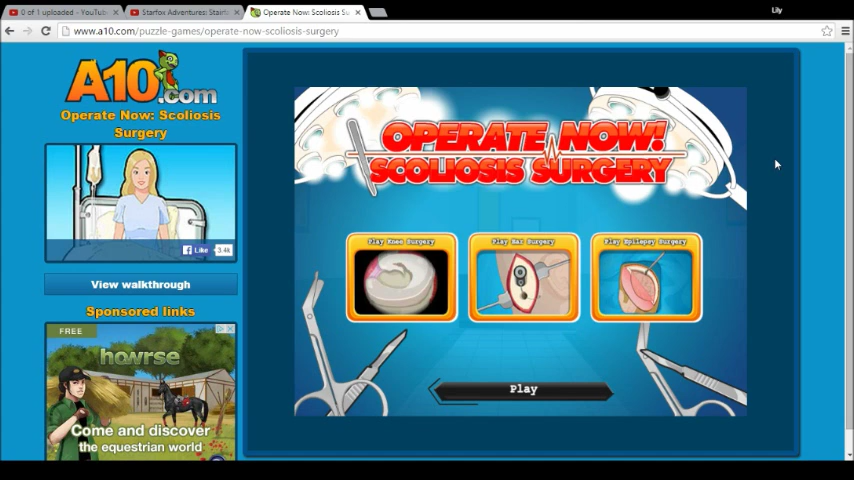 0 of 1 uploaded - YouTub
Starfox Adventures: Stairf
Operate Now: Scoliosis Su
Lily
www.a10.com/puzzle-games/operate-now-scoliosis-surgery
A10.com
Operate Now: Scoliosis
Surgery
Like 3.4k
View walkthrough
Sponsored links
FREE
howrse
Come and discover
the equestrian world
OPERATE NOW!
SCOLIOSIS SURGERY
Play Knee Surgery
Play Ear Surgery
Play Epilepsy Surgery
Play